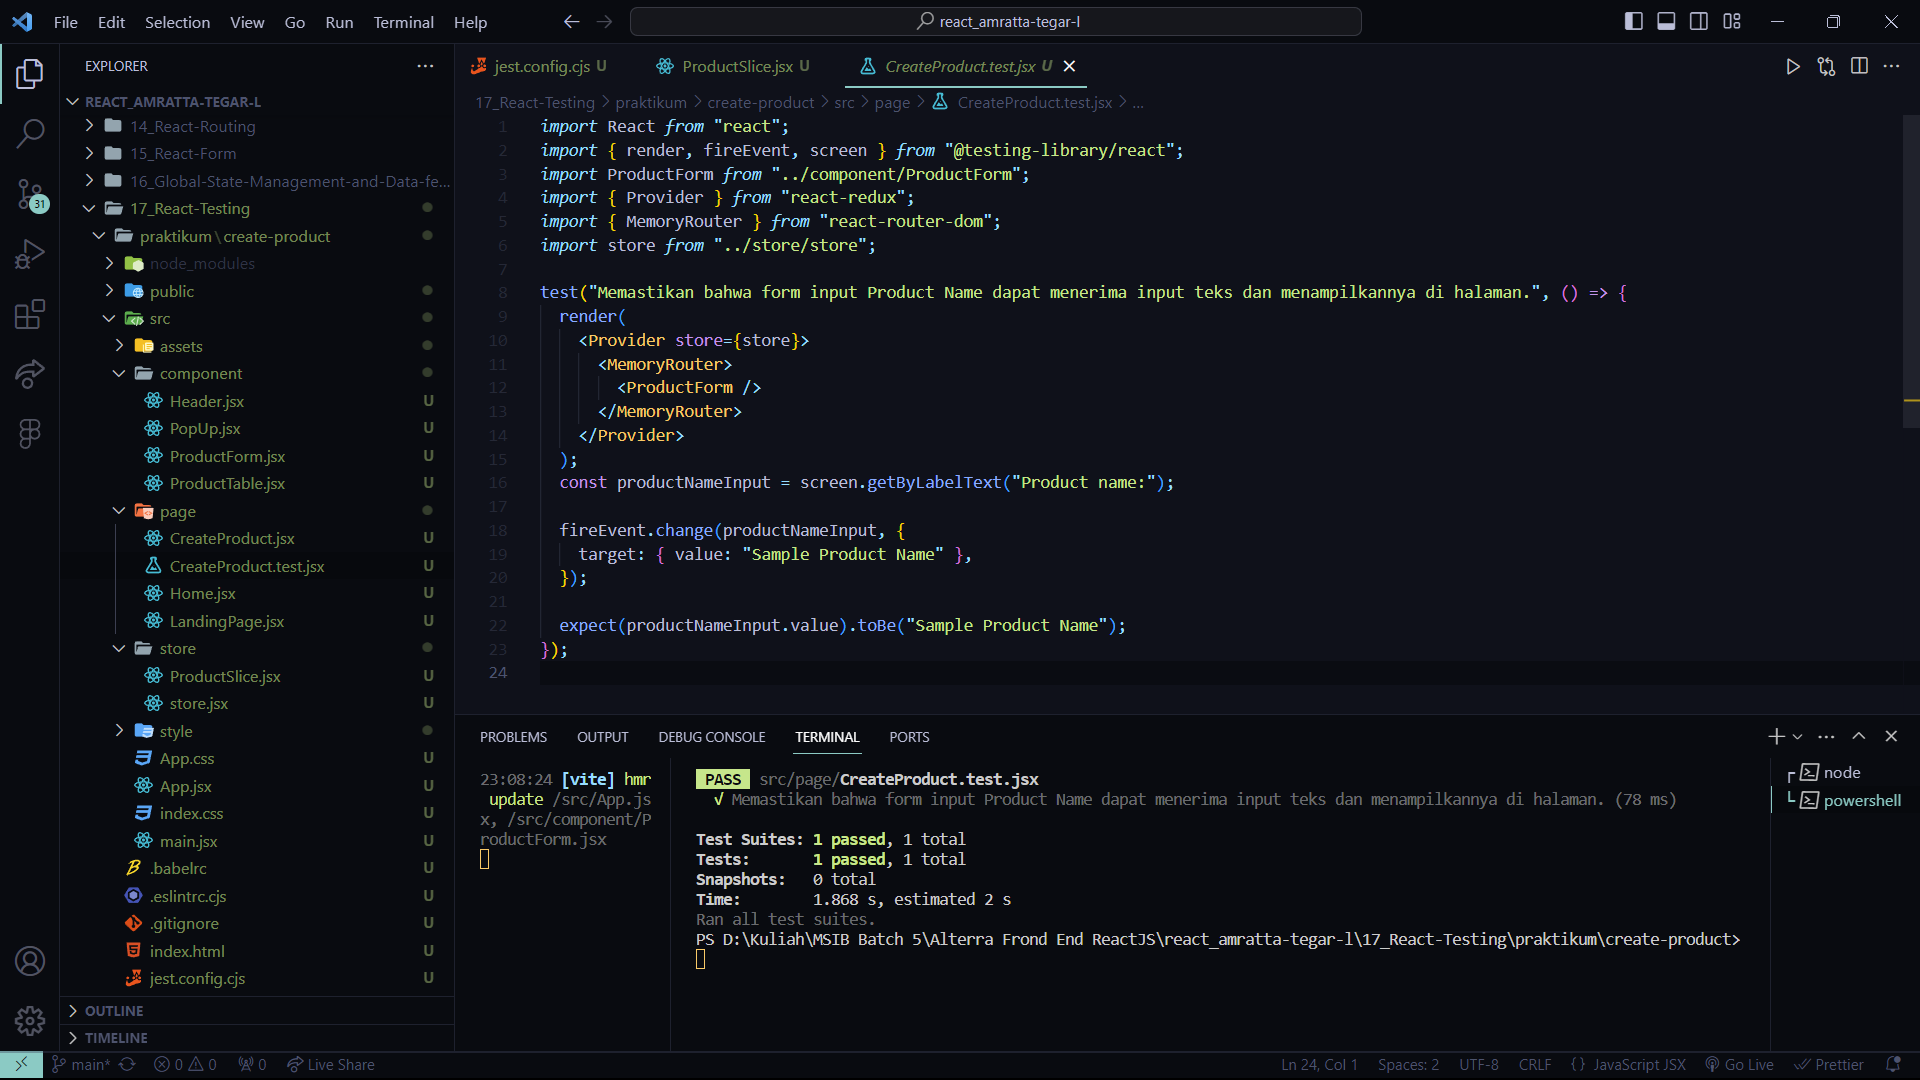 File Edit Selection View Go Run Terminal Help
react_amratta-tegar-l
EXPLORER
REACT_AMRATTA-TEGAR-L
14_React-Routing
15_React-Form
16_Global-State-Management-and-Data-fe...
17_React-Testing
praktikum\create-product
node_modules
public
src
assets
component
Header.jsx U
PopUp.jsx U
ProductForm.jsx U
ProductTable.jsx U
page
CreateProduct.jsx U
CreateProduct.test.jsx U
Home.jsx U
LandingPage.jsx U
store
ProductSlice.jsx U
store.jsx U
style
App.css U
App.jsx U
index.css U
main.jsx U
.babelrc U
.eslintrc.cjs U
.gitignore U
index.html U
jest.config.cjs U
OUTLINE
TIMELINE
31
jest.config.cjs U ProductSlice.jsx U CreateProduct.test.jsx U
17_React-Testing > praktikum > create-product > src > page > CreateProduct.test.jsx > ...
1 import React from "react";
2 import { render, fireEvent, screen } from "@testing-library/react";
3 import ProductForm from "../component/ProductForm";
4 import { Provider } from "react-redux";
5 import { MemoryRouter } from "react-router-dom";
6 import store from "../store/store";
7
8 test("Memastikan bahwa form input Product Name dapat menerima input teks dan menampilkannya di halaman.", () => {
9 render(
10 <Provider store={store}>
11 <MemoryRouter>
12 <ProductForm />
13 </MemoryRouter>
14 </Provider>
15 );
16 const productNameInput = screen.getByLabelText("Product name:");
17
18 fireEvent.change(productNameInput, {
19 target: { value: "Sample Product Name" },
20 });
21
22 expect(productNameInput.value).toBe("Sample Product Name");
23 });
24
PROBLEMS OUTPUT DEBUG CONSOLE TERMINAL PORTS
23:08:24 [vite] hmr
update /src/App.js
x, /src/component/P
roductForm.jsx
PASS src/page/CreateProduct.test.jsx
√ Memastikan bahwa form input Product Name dapat menerima input teks dan menampilkannya di halaman. (78 ms)
Test Suites: 1 passed, 1 total
Tests: 1 passed, 1 total
Snapshots: 0 total
Time: 1.868 s, estimated 2 s
Ran all test suites.
PS D:\Kuliah\MSIB Batch 5\Alterra Frond End ReactJS\react_amratta-tegar-l\17_React-Testing\praktikum\create-product>
node
powershell
main* 0 0 0 Live Share
Ln 24, Col 1 Spaces: 2 UTF-8 CRLF {} JavaScript JSX Go Live Prettier